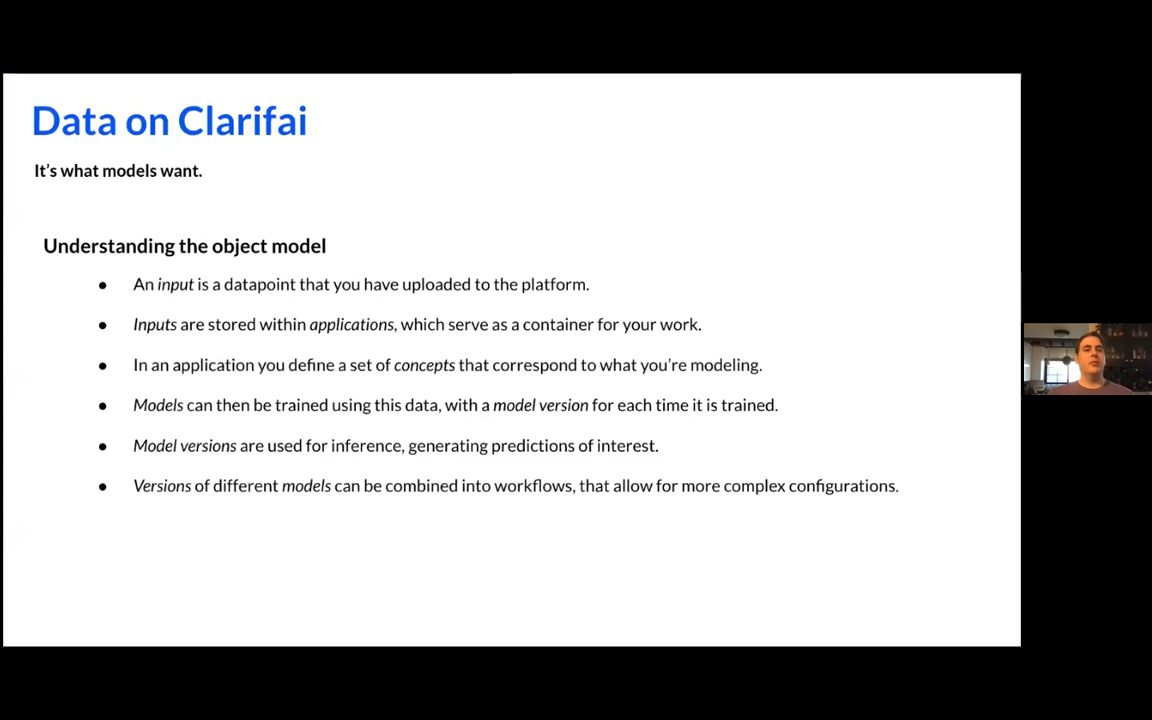 Data on Clarifai
It's what models want.
Understanding the object model
● An input is a datapoint that you have uploaded to the platform.
● Inputs are stored within applications, which serve as a container for your work.
● In an application you define a set of concepts that correspond to what you're modeling.
● Models can then be trained using this data, with a model version for each time it is trained.
● Model versions are used for inference, generating predictions of interest.
● Versions of different models can be combined into workflows, that allow for more complex configurations.